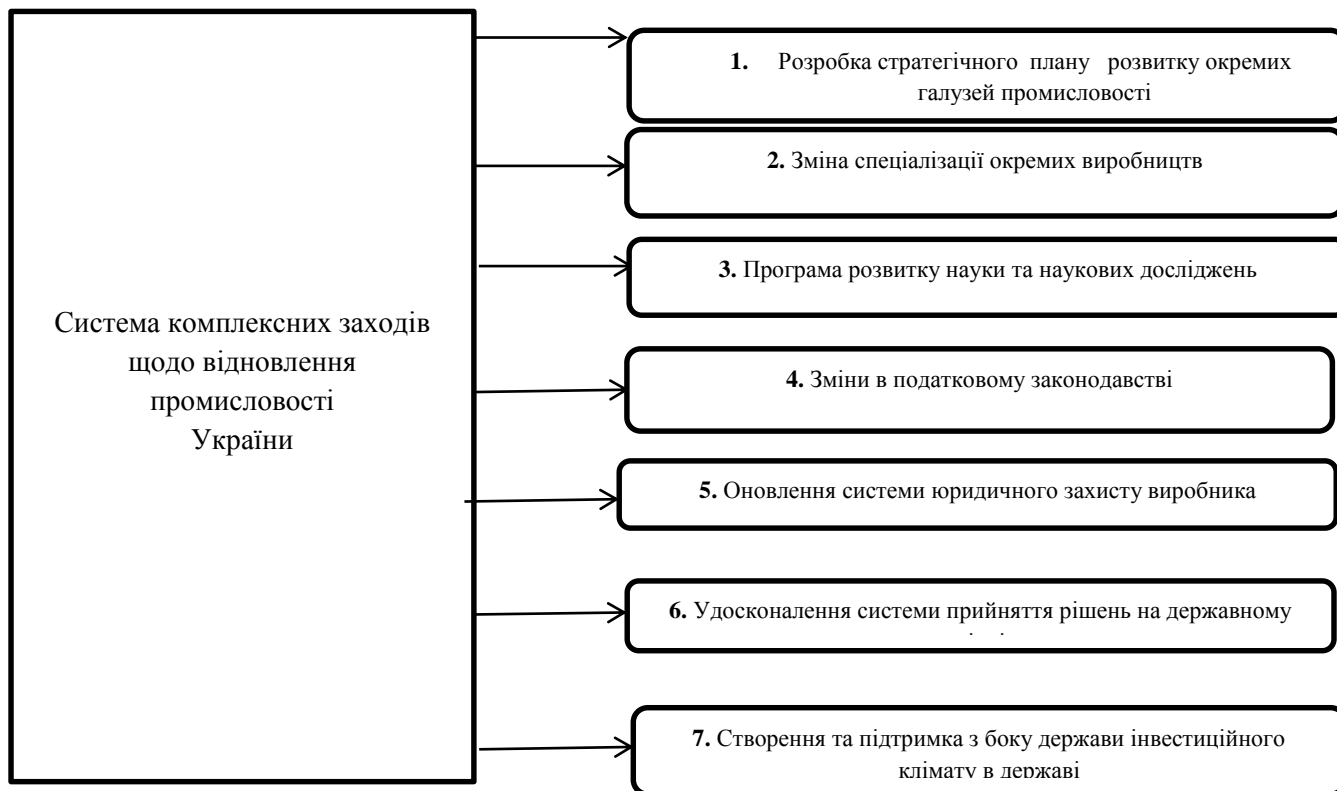 Система комплексних заходів
щодо відновлення
промисловості
України
1. Розробка стратегічного плану розвитку окремих
галузей промисловості
2. Зміна спеціалізації окремих виробництв
3. Програма розвитку науки та наукових досліджень
4. Зміни в податковому законодавстві
5. Оновлення системи юридичного захисту виробника
6. Удосконалення системи прийняття рішень на державному
7. Створення та підтримка з боку держави інвестиційного
клімату в державі